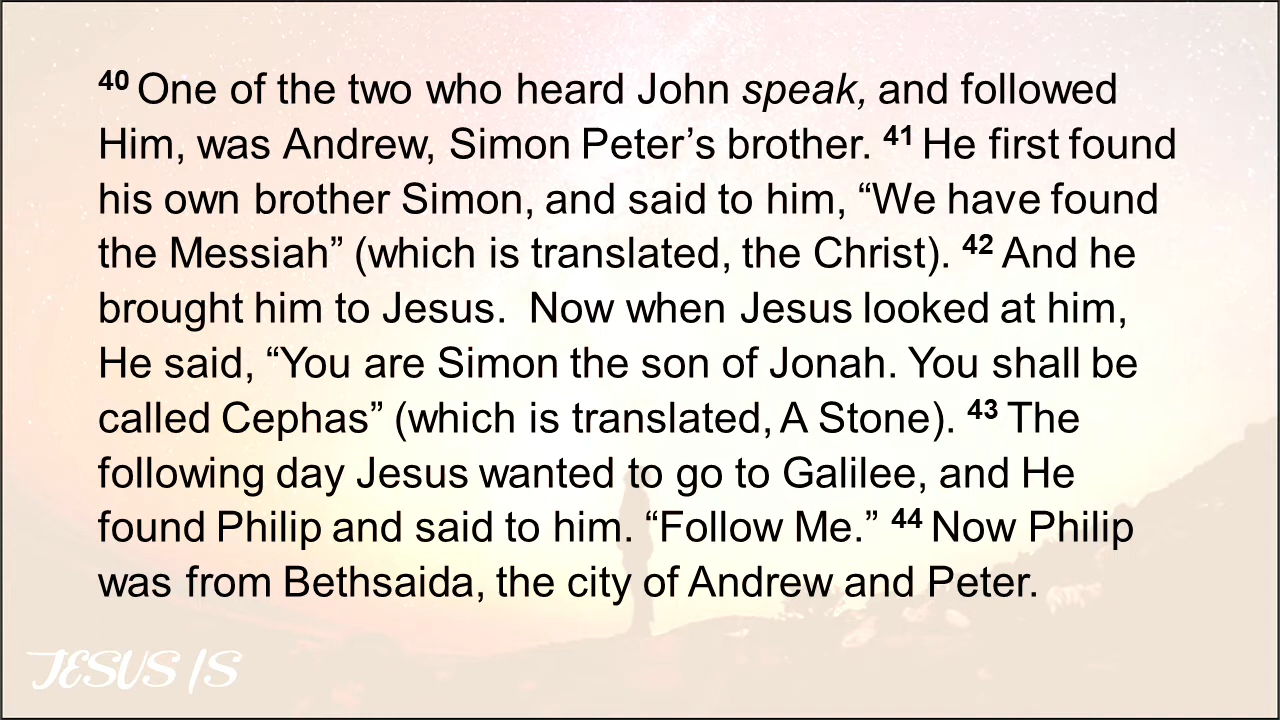 40 One of the two who heard John speak, and followed
Him, was Andrew, Simon Peter’s brother. 41 He first found
his own brother Simon, and said to him, “We have found
the Messiah” (which is translated, the Christ). 42 And he
brought him to Jesus.  Now when Jesus looked at him,
He said, “You are Simon the son of Jonah. You shall be
called Cephas” (which is translated, A Stone). 43 The
following day Jesus wanted to go to Galilee, and He
found Philip and said to him. “Follow Me.” 44 Now Philip
was from Bethsaida, the city of Andrew and Peter.
JESUS IS